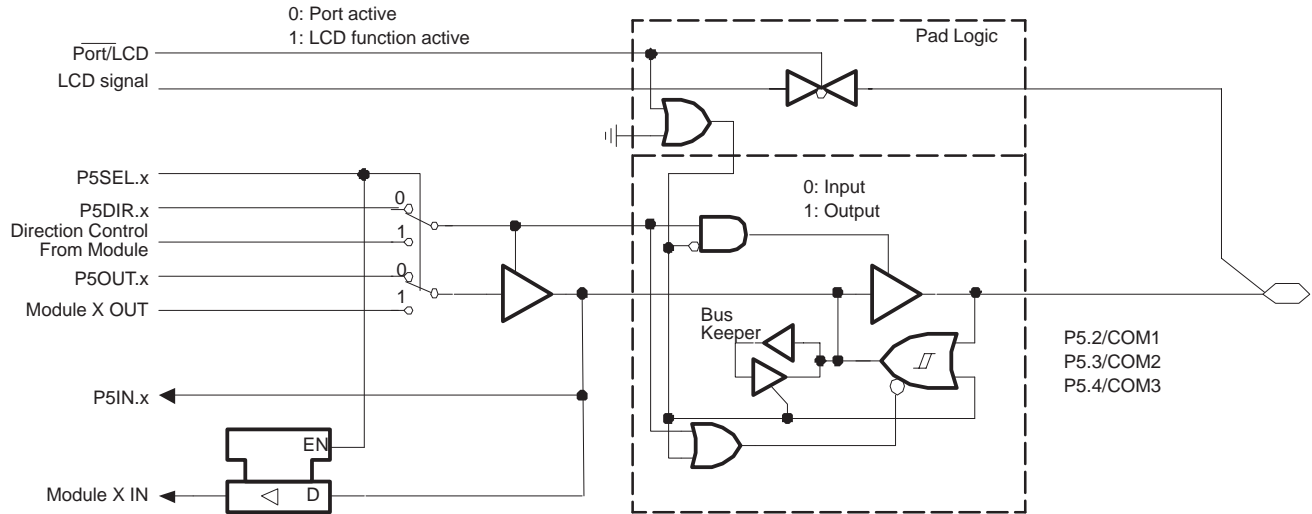 0: Port active
1: LCD function active
Pad Logic
Port/LCD
LCD signal
P5SEL.x
0: Input
1: Output
0
P5DIR.x
Direction Control
From Module
1
P5OUT.x
0
Module X OUT
1
Bus
Keeper
P5.2/COM1
P5.3/COM2
P5.4/COM3
P5IN.x
EN
Module X IN
D